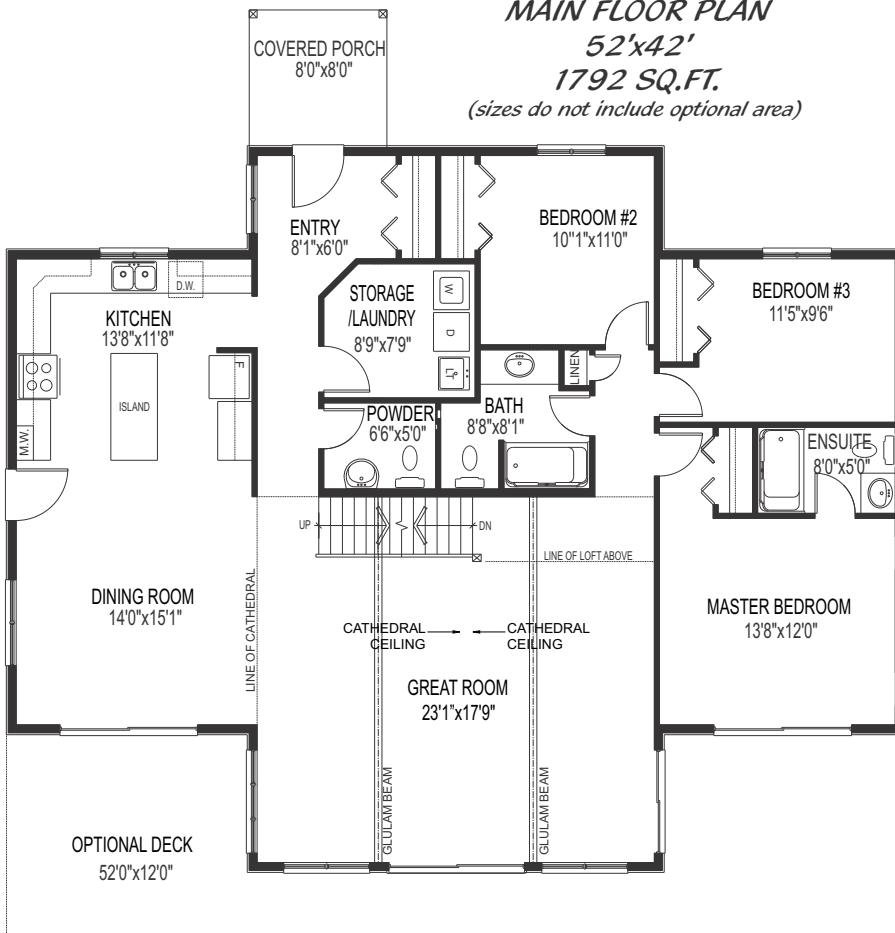 MAIN FLOOR PLAN
52'x42'
1792 SQ.FT.
(sizes do not include optional area)
COVERED PORCH
8'0"x8'0"
ENTRY
8'1"x6'0"
BEDROOM #2
10"1"x11'0"
BEDROOM #3
11'5"x9'6"
KITCHEN
13'8"x11'8"
D.W.
STORAGE
/LAUNDRY
8'9"x7'9"
W
D
LT
LINEN
F
ISLAND
M.W.
POWDER
6'6"x5'0"
BATH
8'8"x8'1"
ENSUITE
8'0"x5'0"
UP
DN
LINE OF LOFT ABOVE
DINING ROOM
14'0"x15'1"
LINE OF CATHEDRAL
CATHEDRAL
CEILING
CATHEDRAL
CEILING
MASTER BEDROOM
13'8"x12'0"
GREAT ROOM
23'1"x17'9"
GLULAM BEAM
GLULAM BEAM
OPTIONAL DECK
52'0"x12'0"